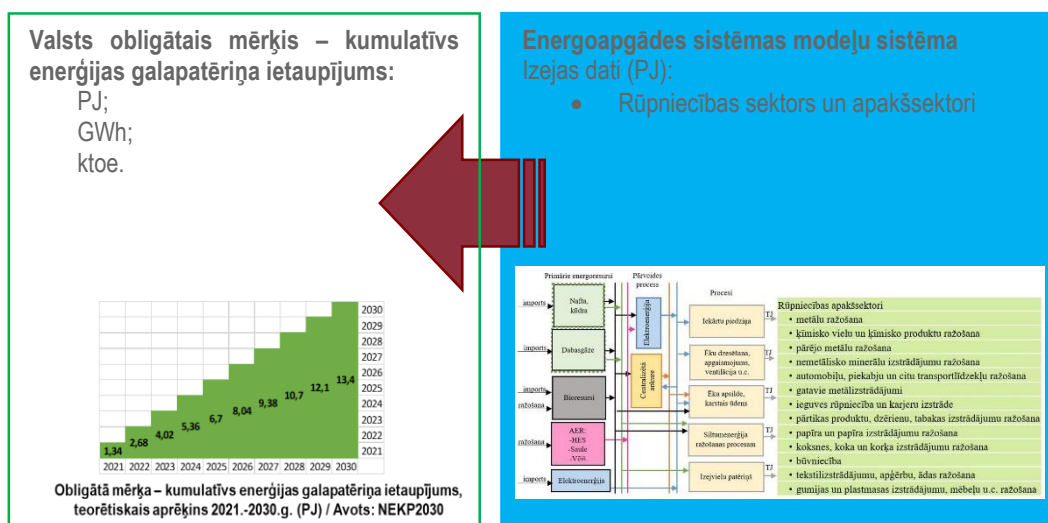 Valsts obligātais mērķis – kumulatīvs
enerģijas galapatēriņa ietaupījums:
PJ;
GWh;
ktoe.
2030
2029
2028
2027
2026
2025
2024
2023
2022
2021
1,34
2,68
4,02
5,36
6,7
8,04
9,38
10,7
12,1
13,4
2021 2022 2023 2024 2025 2026 2027 2028 2029 2030
Obligātā mērķa – kumulatīvs enerģijas galapatēriņa ietaupījums,
teorētiskais aprēķins 2021.-2030.g. (PJ) / Avots: NEKP2030
Energoapgādes sistēmas modeļu sistēma
Izejas dati (PJ):
● Rūpniecības sektors un apakšsektori
Primārie energoresursi
Pārveides
process
Procesi
imports
Nafta,
kūdra
imports
Dabasgāze
imports
ražošana
Bioresursi
ražošana
AER:
-HES
-Saule
-Vējš
imports
Elektroenerģija
Elektroenerģija
Centralizētā
Iekārtu piedziņa
TJ
Ēku dzesēšana,
apgaismojums,
ventilācija u.c.
TJ
Ēku apsilde,
karstais ūdens
TJ
Siltumenerģija
ražošanas procesam
TJ
Izejvielu patēriņš
TJ
Rūpniecības apakšsektori
• metālu ražošana
• ķīmisko vielu un ķīmisko produktu ražošana
• pārējo metālu ražošana
• nemetālisko minerālu izstrādājumu ražošana
• automobiļu, piekabju un citu transportlīdzekļu ražošana
• gatavie metālizstrādājumi
• ieguves rūpniecība un karjeru izstrāde
• pārtikas produktu, dzērienu, tabakas izstrādājumu ražošana
• papīra un papīra izstrādājumu ražošana
• koksnes, koka un korķa izstrādājumu ražošana
• būvniecība
• tekstilizstrādājumu, apģērbu, ādas ražošana
• gumijas un plastmasas izstrādājumu, mēbeļu u.c. ražošana